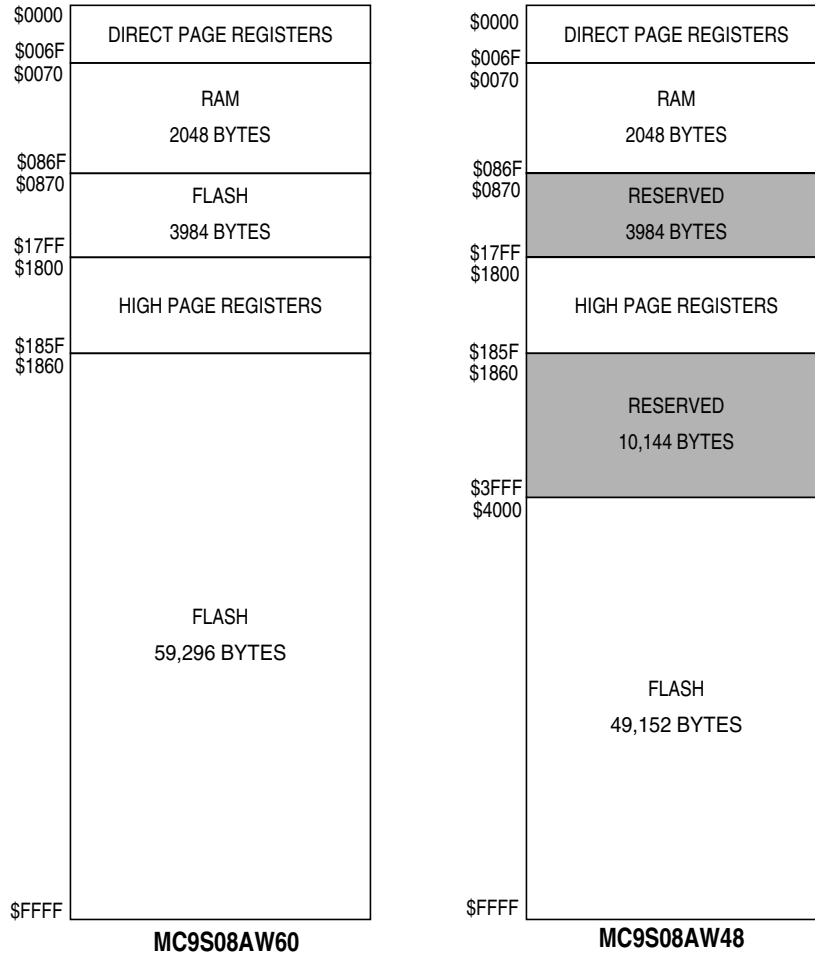 $0000
DIRECT PAGE REGISTERS
$006F
$0070
RAM
2048 BYTES
$086F
$0870
FLASH
3984 BYTES
$17FF
$1800
HIGH PAGE REGISTERS
$185F
$1860
FLASH
59,296 BYTES
$FFFF
MC9S08AW60
$0000
DIRECT PAGE REGISTERS
$006F
$0070
RAM
2048 BYTES
$086F
$0870
RESERVED
3984 BYTES
$17FF
$1800
HIGH PAGE REGISTERS
$185F
$1860
RESERVED
10,144 BYTES
$3FFF
$4000
FLASH
49,152 BYTES
$FFFF
MC9S08AW48